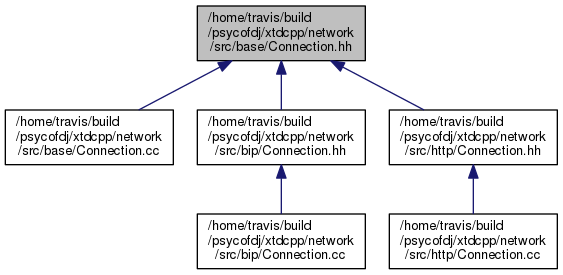 /home/travis/build
/psycofdj/xtdcpp/network
/src/base/Connection.hh
/home/travis/build
/psycofdj/xtdcpp/network
/src/base/Connection.cc
/home/travis/build
/psycofdj/xtdcpp/network
/src/bip/Connection.hh
/home/travis/build
/psycofdj/xtdcpp/network
/src/http/Connection.hh
/home/travis/build
/psycofdj/xtdcpp/network
/src/bip/Connection.cc
/home/travis/build
/psycofdj/xtdcpp/network
/src/http/Connection.cc